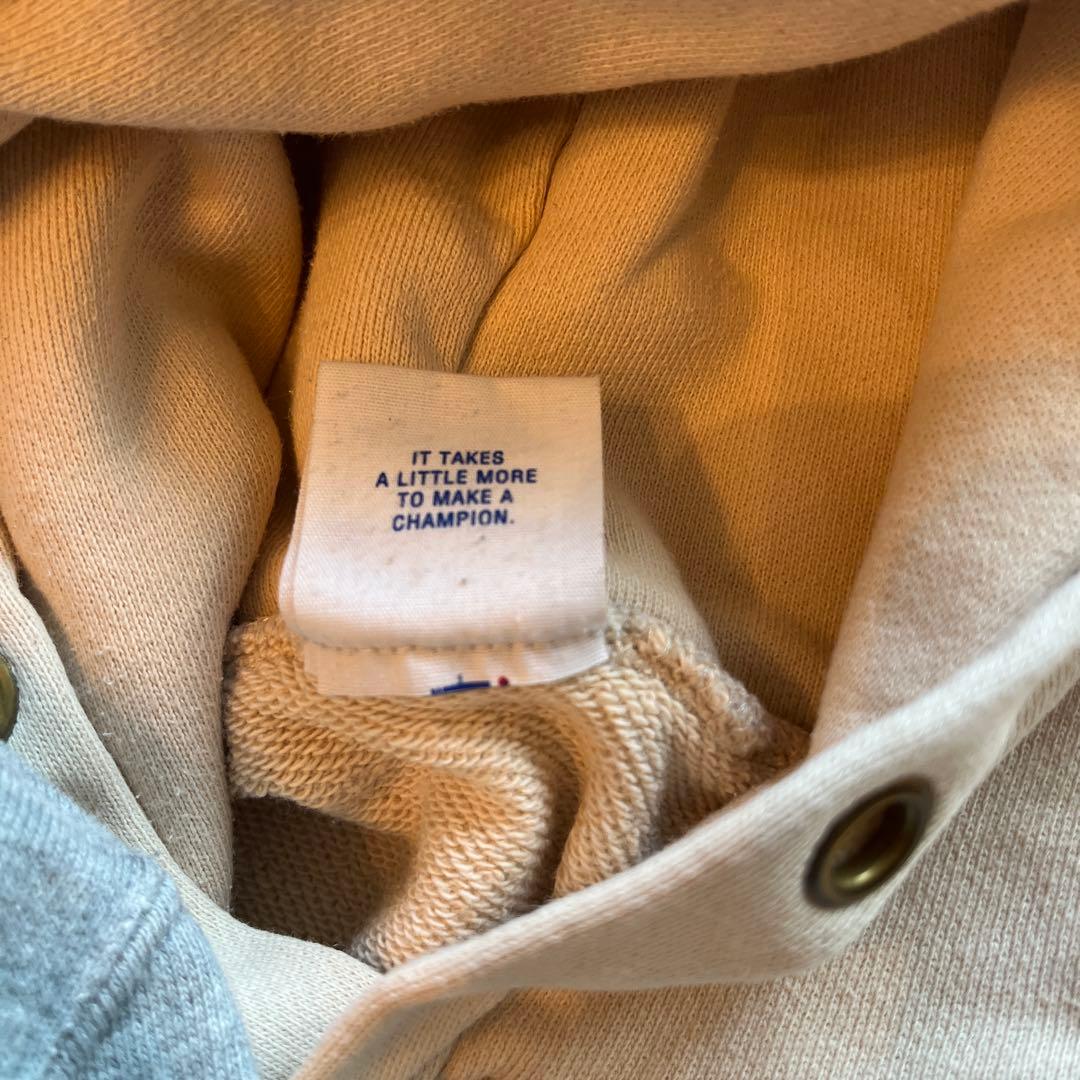 IT TAKES
A LITTLE MORE
TO MAKE A
CHAMPION.